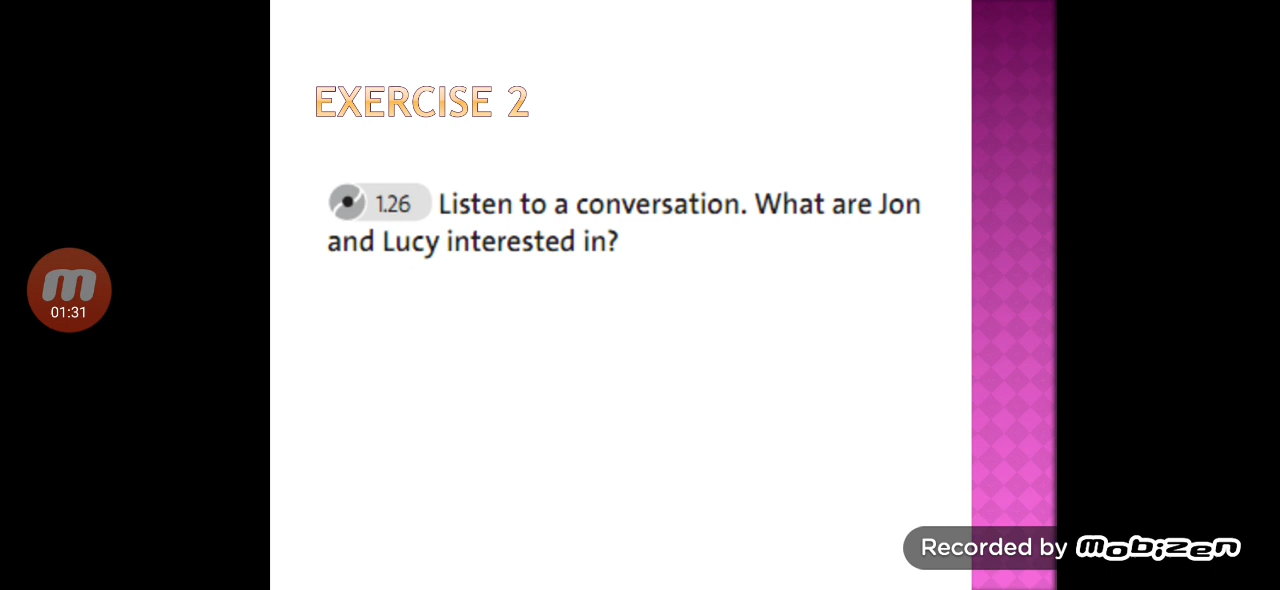 EXERCISE 2
1.26 Listen to a conversation. What are Jon
and Lucy interested in?
m
01:31
Recorded by mobizen